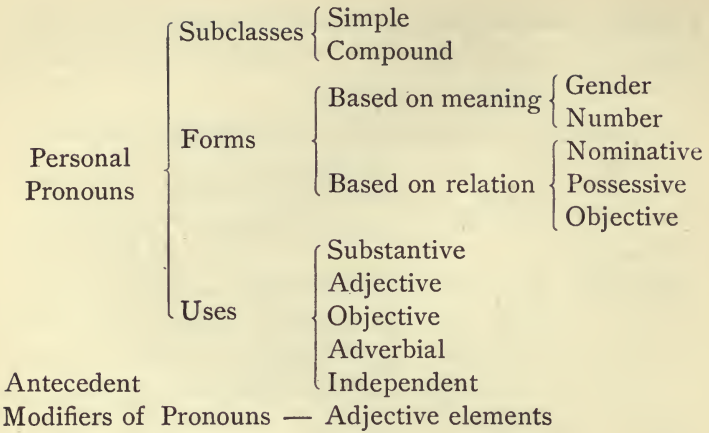 Simple
Subclasses
Compound
Gender
Based on meaning
Number
Forms
Nominative
Personal
Pronouns
Based on relation
Possessive
Objective
Substantive
Adjective
Uses
Objective
Adverbial
Antecedent
Independent
Modifiers of Pronouns — Adjective elements